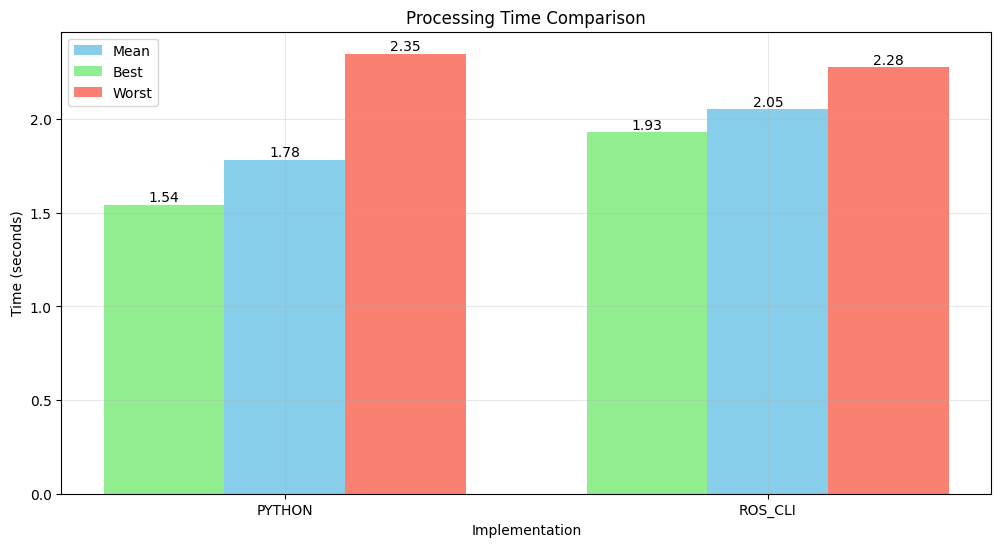 Processing Time Comparison
Mean
Best
Worst
2.35
2.28
2.05
1.93
1.78
1.54
2.0
1.5
1.0
0.5
0.0
Time (seconds)
PYTHON
ROS_CLI
Implementation